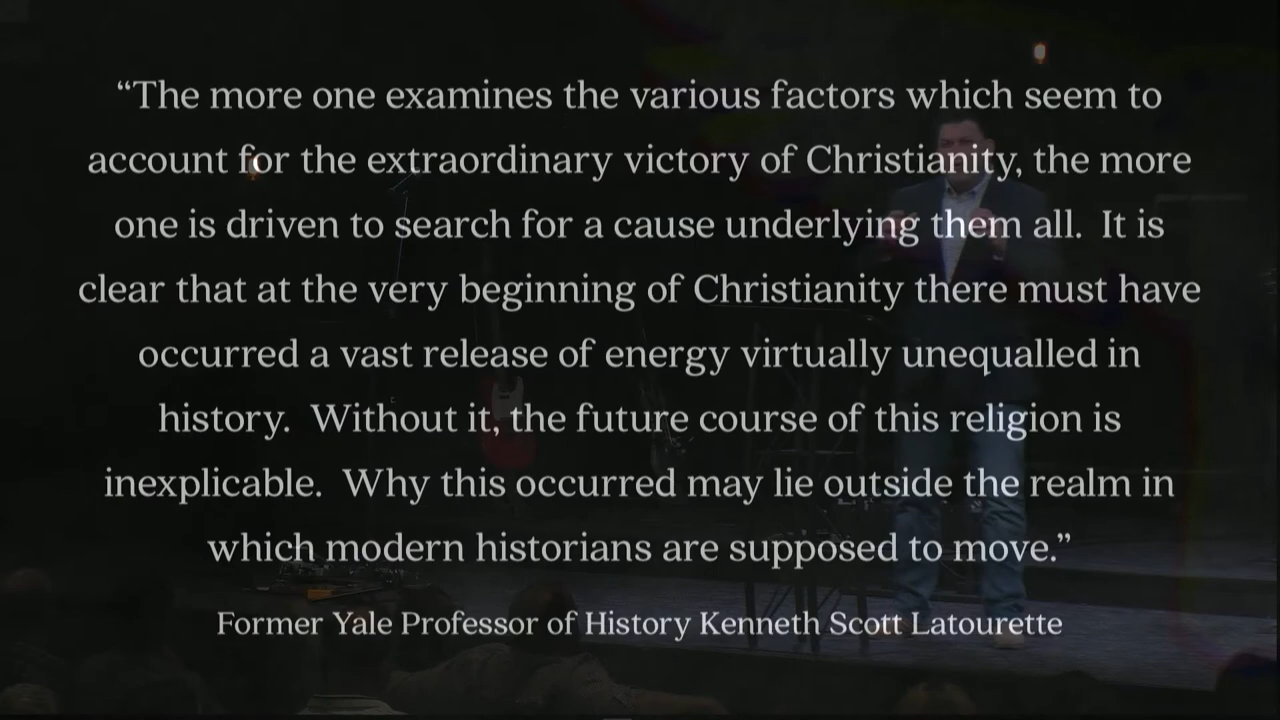 “The more one examines the various factors which seem to
account for the extraordinary victory of Christianity, the more
one is driven to search for a cause underlying them all.  It is
clear that at the very beginning of Christianity there must have
occurred a vast release of energy virtually unequalled in
history.  Without it, the future course of this religion is
inexplicable.  Why this occurred may lie outside the realm in
which modern historians are supposed to move.”
Former Yale Professor of History Kenneth Scott Latourette